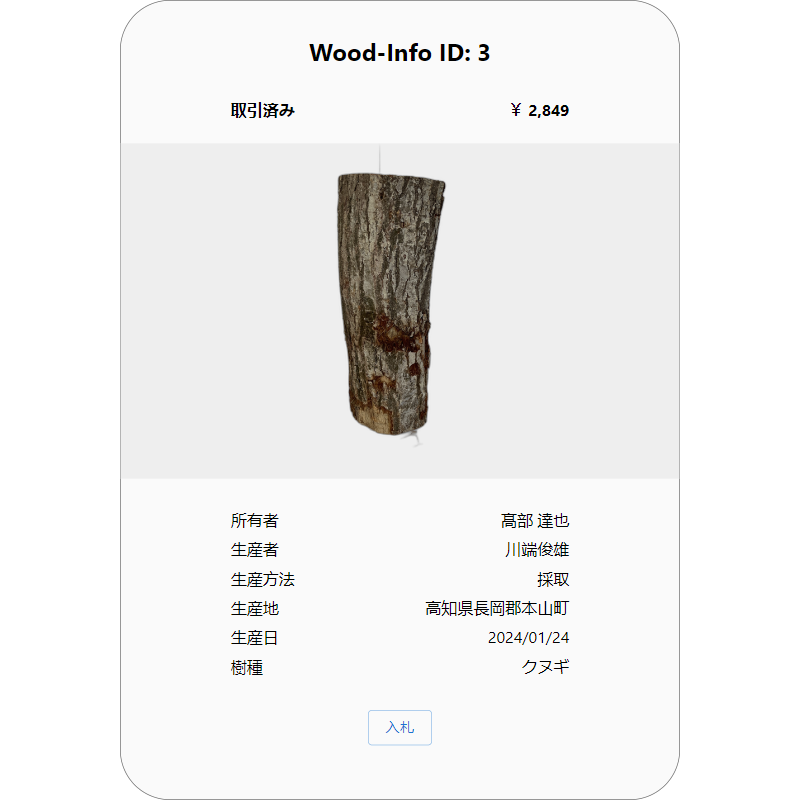 Wood-Info ID: 3
取引済み ￥ 2,849
所有者 髙部 達也
生産者 川端俊雄
生産方法 採取
生産地 高知県長岡郡本山町
生産日 2024/01/24
樹種 クヌギ
入札